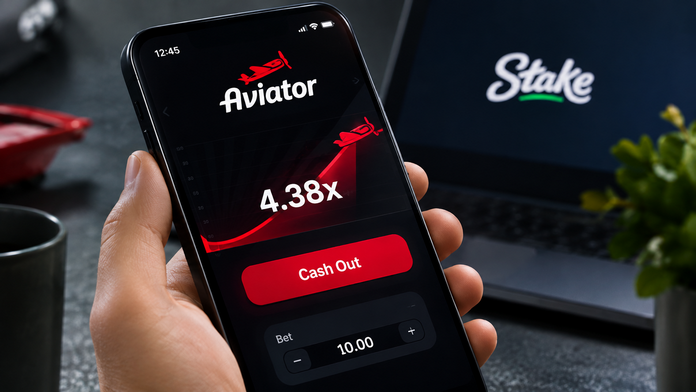 12:45
Aviator
4.38x
Cash Out
Bet
− 10.00 +
Stake